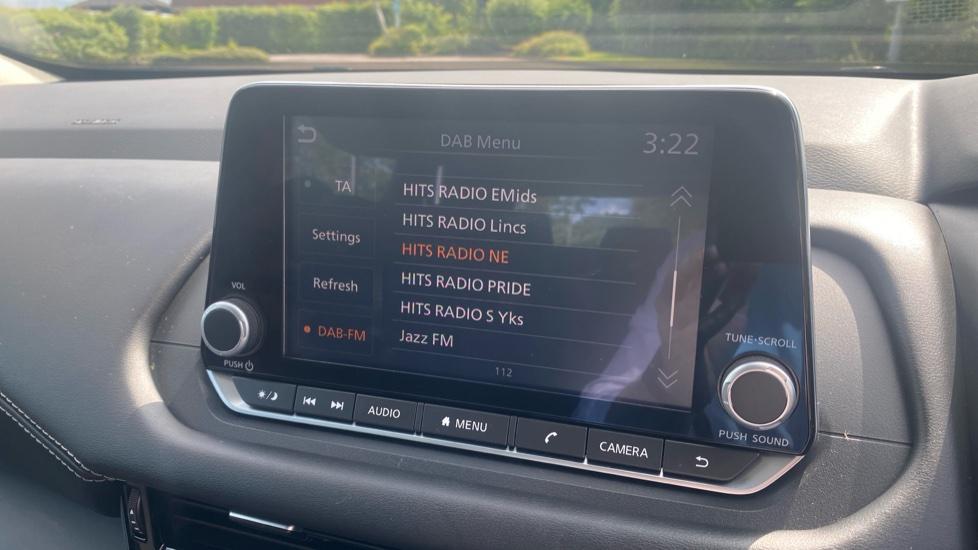 DAB Menu
3:22
TA
Settings
Refresh
DAB-FM
HITS RADIO EMids
HITS RADIO Lincs
HITS RADIO NE
HITS RADIO PRIDE
HITS RADIO S Yks
Jazz FM
112
VOL
PUSH
TUNE·SCROLL
PUSH SOUND
AUDIO
MENU
CAMERA